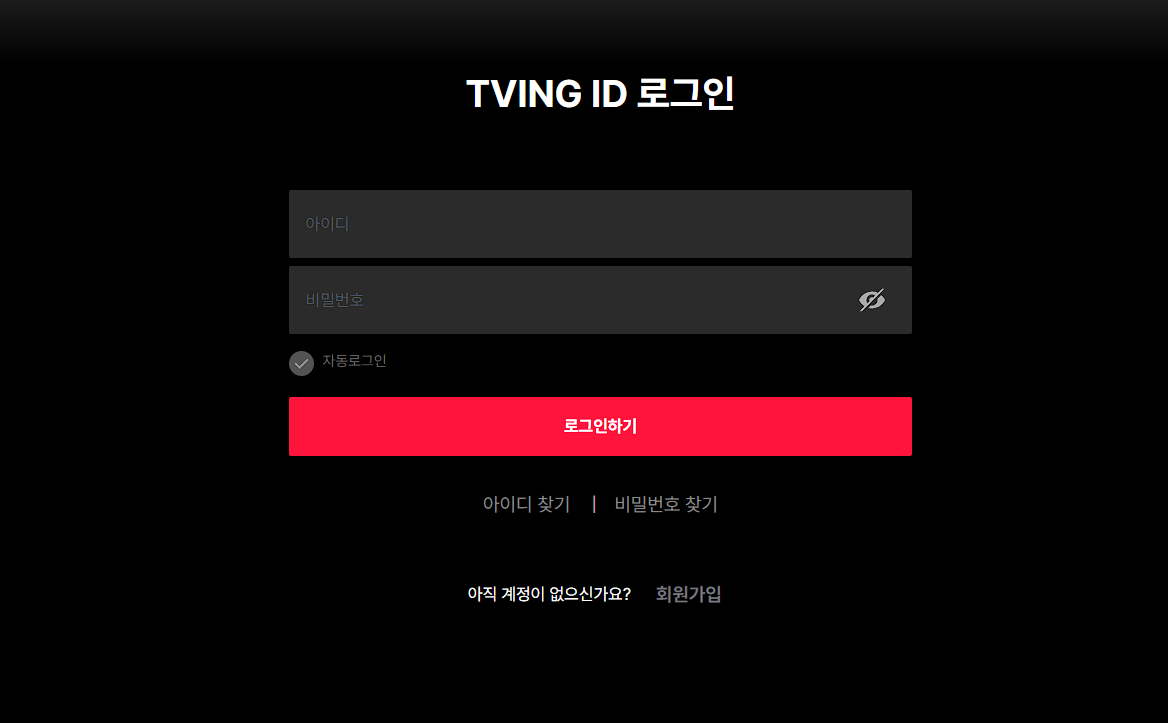 TVING ID 로그인
아이디
비밀번호
자동로그인
로그인하기
아이디 찾기 | 비밀번호 찾기
아직 계정이 없으신가요? 회원가입